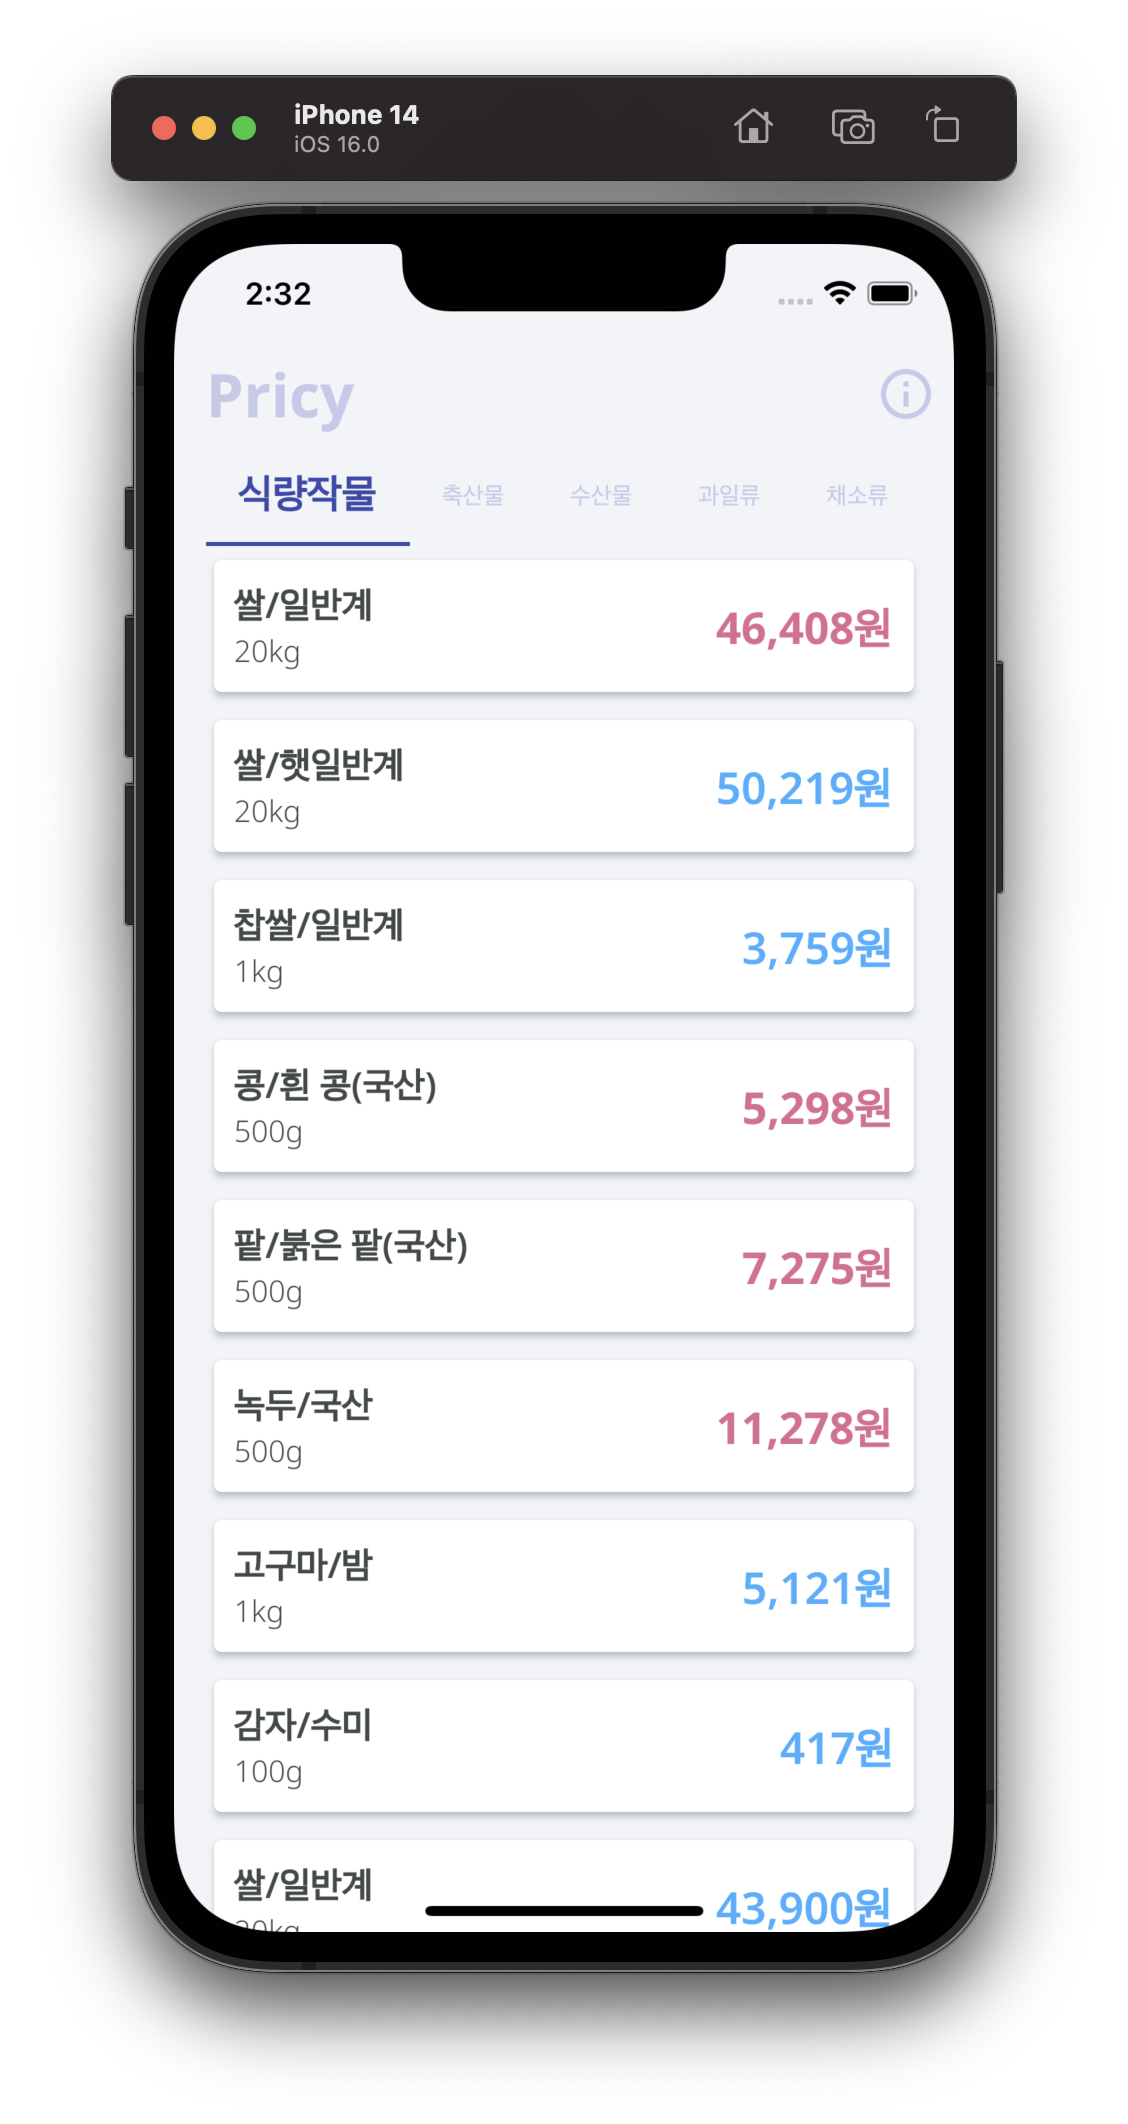 iPhone 14
iOS 16.0
2:32
Pricy
식량작물 축산물 수산물 과일류 채소류
쌀/일반계
20kg
46,408원
쌀/햇일반계
20kg
50,219원
찹쌀/일반계
1kg
3,759원
콩/흰 콩(국산)
500g
5,298원
팥/붉은 팥(국산)
500g
7,275원
녹두/국산
500g
11,278원
고구마/밤
1kg
5,121원
감자/수미
100g
417원
쌀/일반계
20kg
43,900원